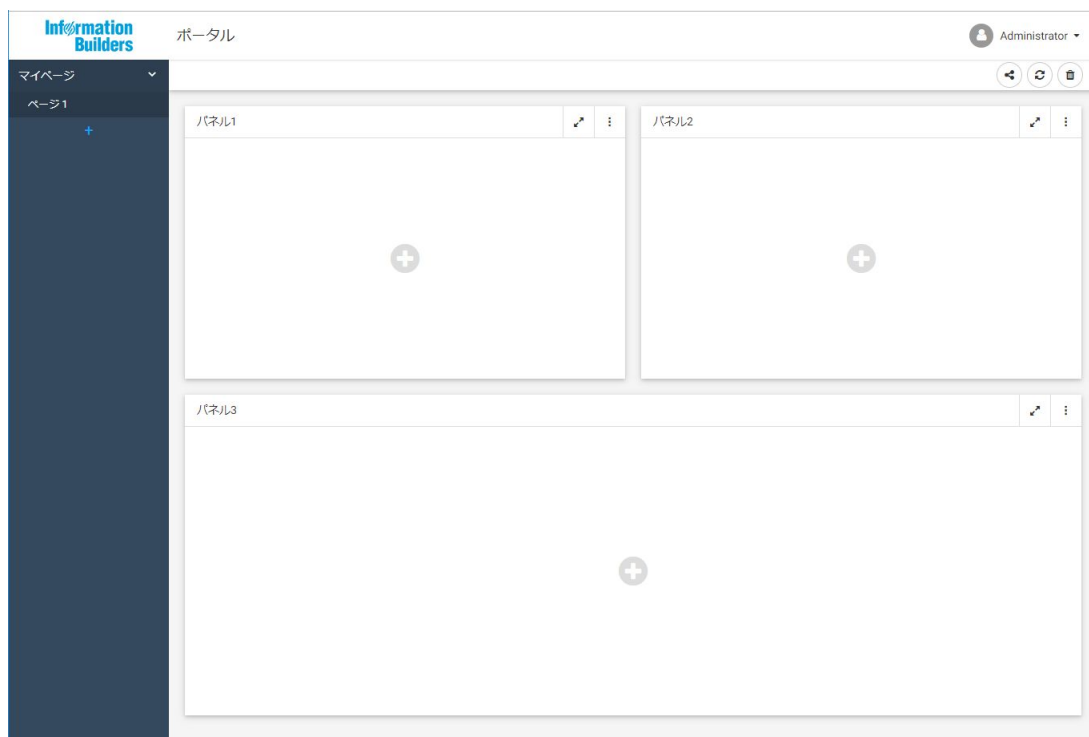 Information
Builders
ポータル
Administrator
マイページ
ページ1
+
パネル1
パネル2
パネル3